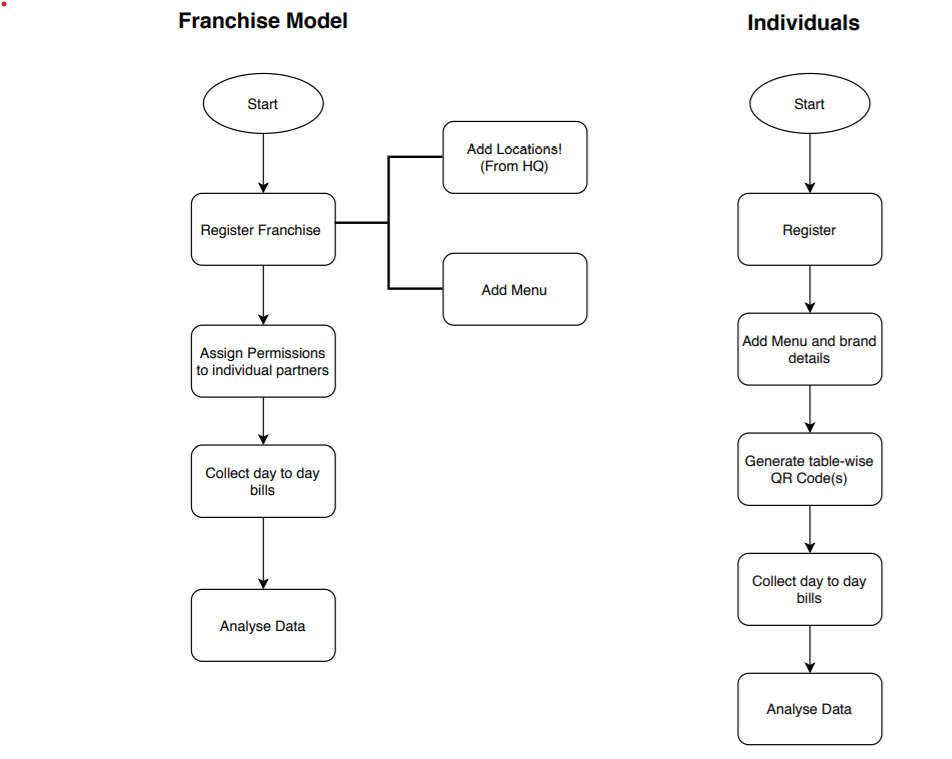 Franchise Model
Start
Register Franchise
Add Locations!
(From HQ)
Add Menu
Assign Permissions
to individual partners
Collect day to day
bills
Analyse Data
Individuals
Start
Register
Add Menu and brand
details
Generate table-wise
QR Code(s)
Collect day to day
bills
Analyse Data